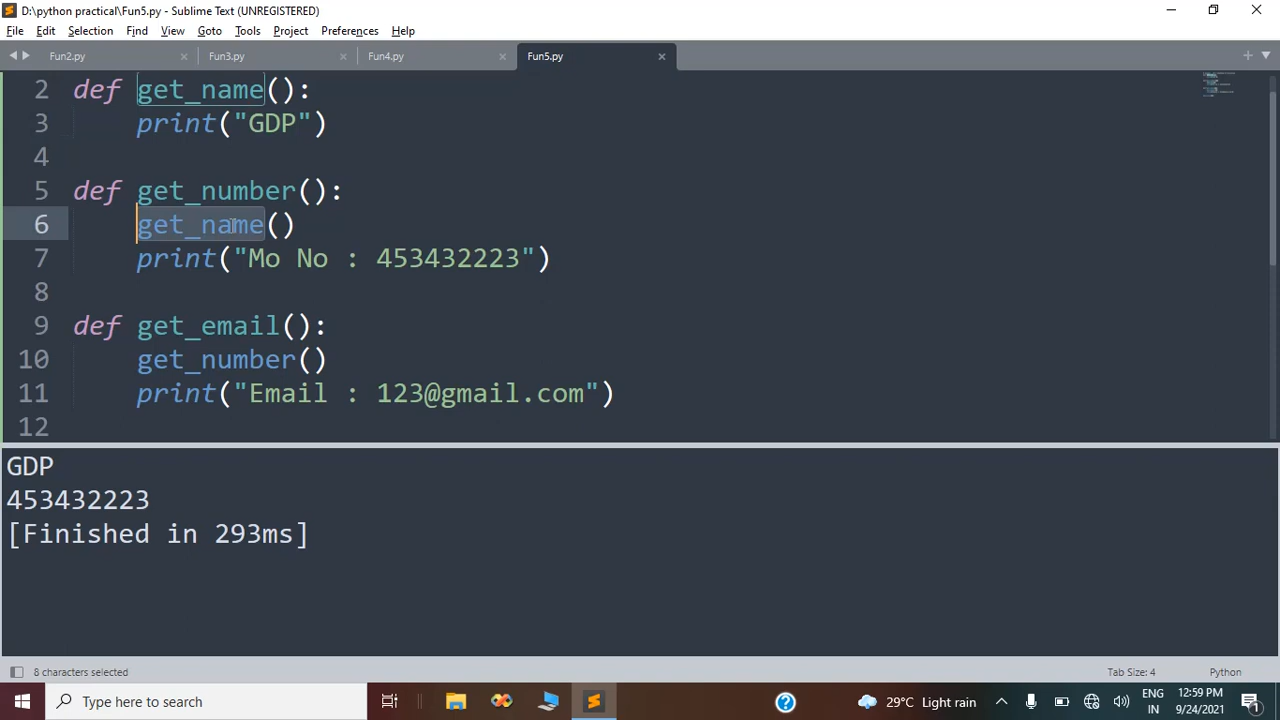 D:\python practical\Fun5.py - Sublime Text (UNREGISTERED)
File Edit Selection Find View Goto Tools Project Preferences Help
Fun2.py Fun3.py Fun4.py Fun5.py
2 def get_name():
3 print("GDP")
4
5 def get_number():
6 get_name()
7 print("Mo No : 453432223")
8
9 def get_email():
10 get_number()
11 print("Email : 123@gmail.com")
12
GDP
453432223
[Finished in 293ms]
8 characters selected Tab Size: 4 Python
Type here to search 29°C Light rain ENG IN 12:59 PM 9/24/2021 1